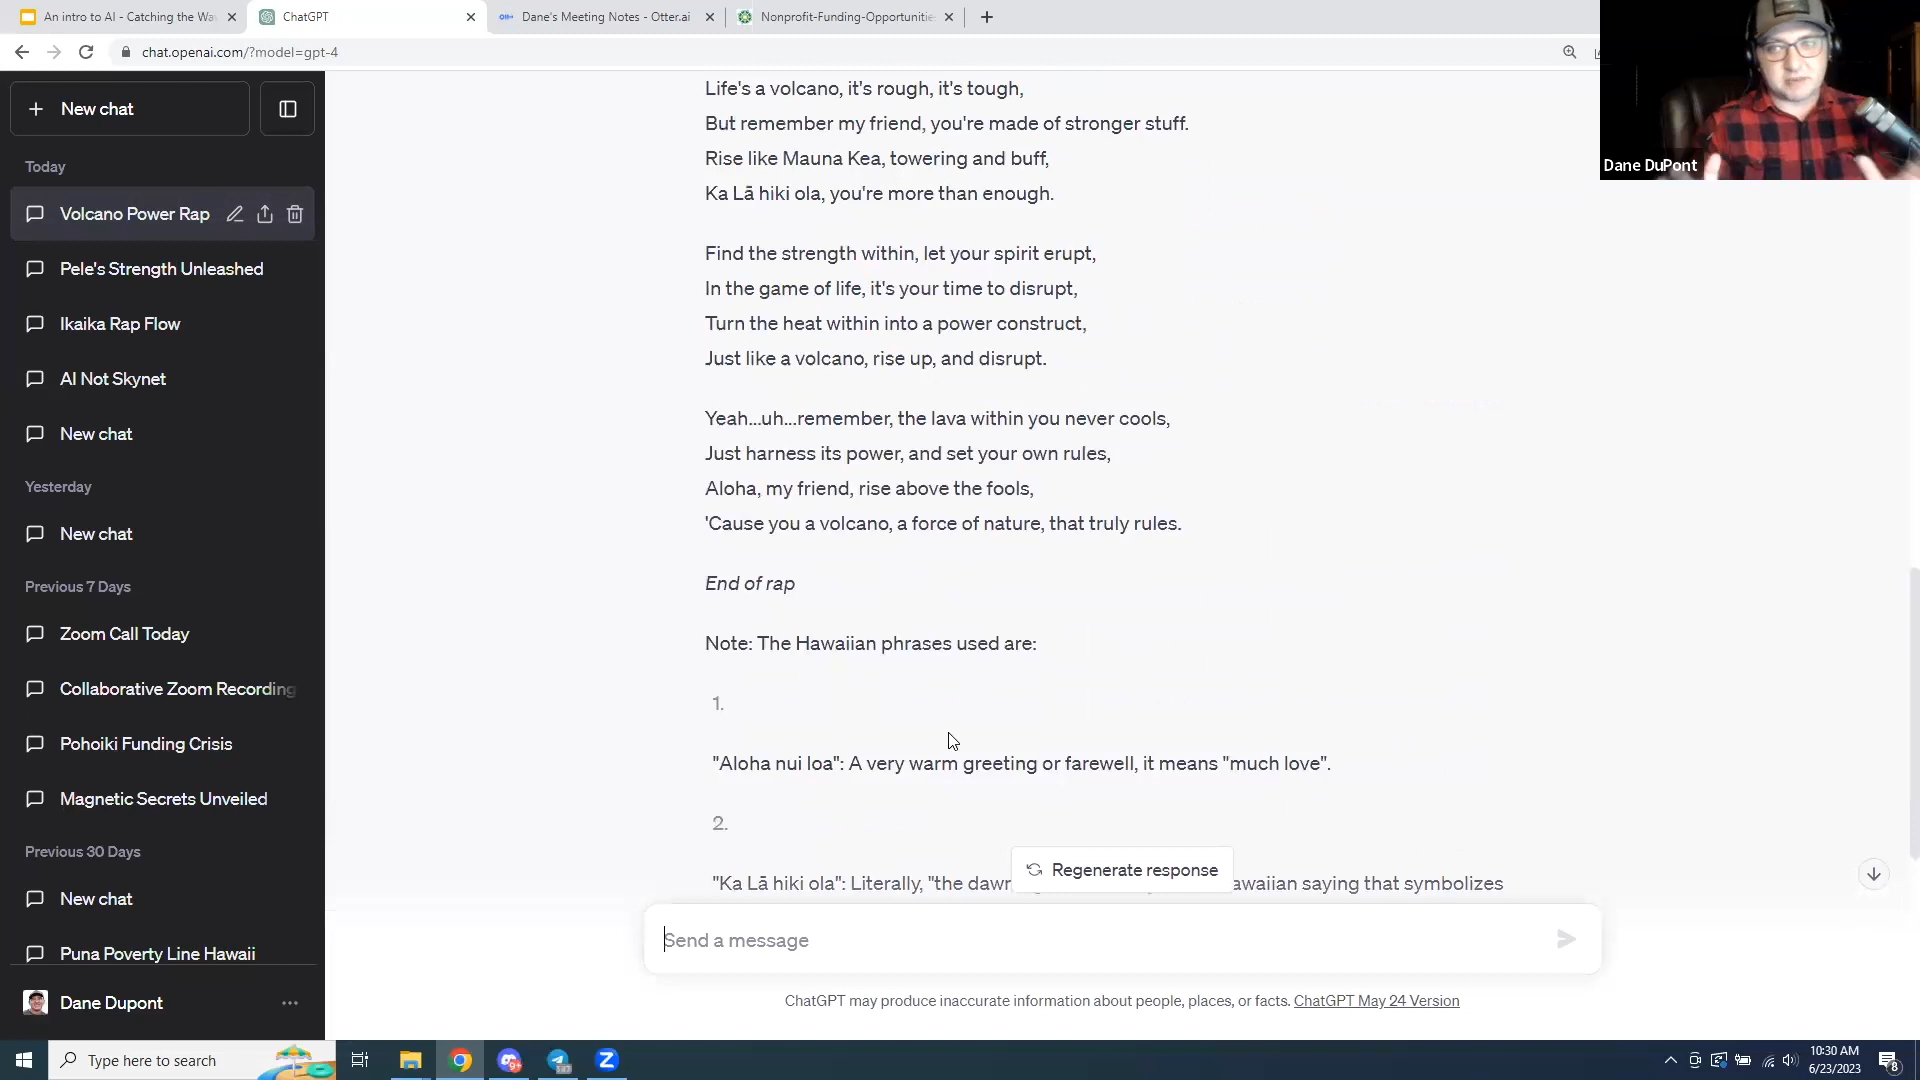 An intro to AI - Catching the Wa
ChatGPT
Dane's Meeting Notes - Otter.ai
Nonprofit-Funding-Opportunitie
chat.openai.com/?model=gpt-4
New chat
Today
Volcano Power Rap
Pele's Strength Unleashed
Ikaika Rap Flow
AI Not Skynet
New chat
Yesterday
New chat
Previous 7 Days
Zoom Call Today
Collaborative Zoom Recording
Pohoiki Funding Crisis
Magnetic Secrets Unveiled
Previous 30 Days
New chat
Puna Poverty Line Hawaii
Dane Dupont
Life's a volcano, it's rough, it's tough,
But remember my friend, you're made of stronger stuff.
Rise like Mauna Kea, towering and buff,
Ka Lā hiki ola, you're more than enough.
Find the strength within, let your spirit erupt,
In the game of life, it's your time to disrupt,
Turn the heat within into a power construct,
Just like a volcano, rise up, and disrupt.
Yeah...uh...remember, the lava within you never cools,
Just harness its power, and set your own rules,
Aloha, my friend, rise above the fools,
'Cause you a volcano, a force of nature, that truly rules.
End of rap
Note: The Hawaiian phrases used are:
1.
"Aloha nui loa": A very warm greeting or farewell, it means "much love".
2.
"Ka Lā hiki ola": Literally, "the dawn awaiian saying that symbolizes
Regenerate response
Send a message
ChatGPT may produce inaccurate information about people, places, or facts. ChatGPT May 24 Version
Dane DuPont
Type here to search
10:30 AM
6/23/2023
8